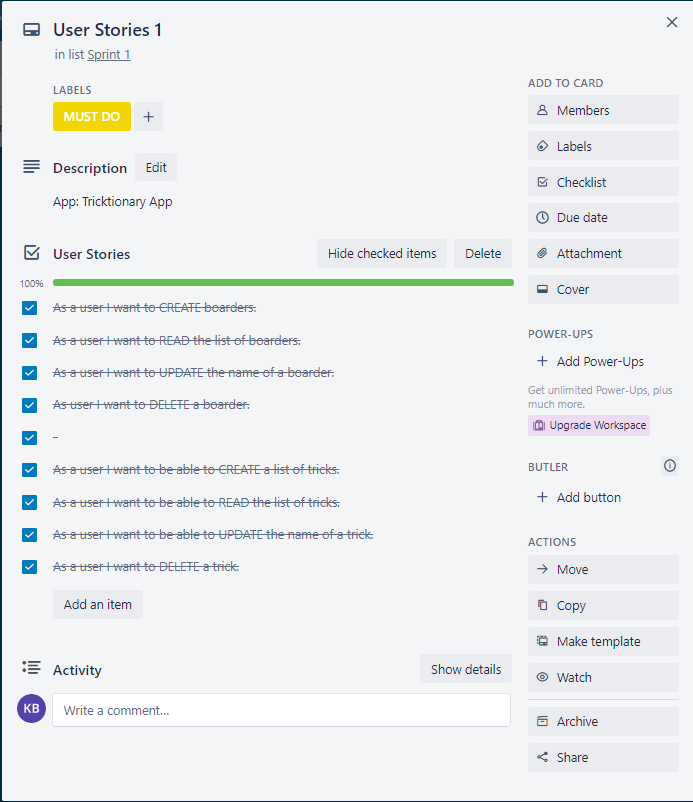 User Stories 1
in list Sprint 1
LABELS
MUST DO
Description Edit
App: Tricktionary App
User Stories Hide checked items Delete
100%
As a user I want to CREATE boarders.
As a user I want to READ the list of boarders.
As a user I want to UPDATE the name of a boarder.
As user I want to DELETE a boarder.
-
As a user I want to be able to CREATE a list of tricks.
As a user I want to be able to READ the list of tricks.
As a user I want to be able to UPDATE the name of a trick.
As a user I want to DELETE a trick.
Add an item
Activity Show details
KB Write a comment...
ADD TO CARD
Members
Labels
Checklist
Due date
Attachment
Cover
POWER-UPS
+ Add Power-Ups
Get unlimited Power-Ups, plus
much more.
Upgrade Workspace
BUTLER
+ Add button
ACTIONS
Move
Copy
Make template
Watch
Archive
Share